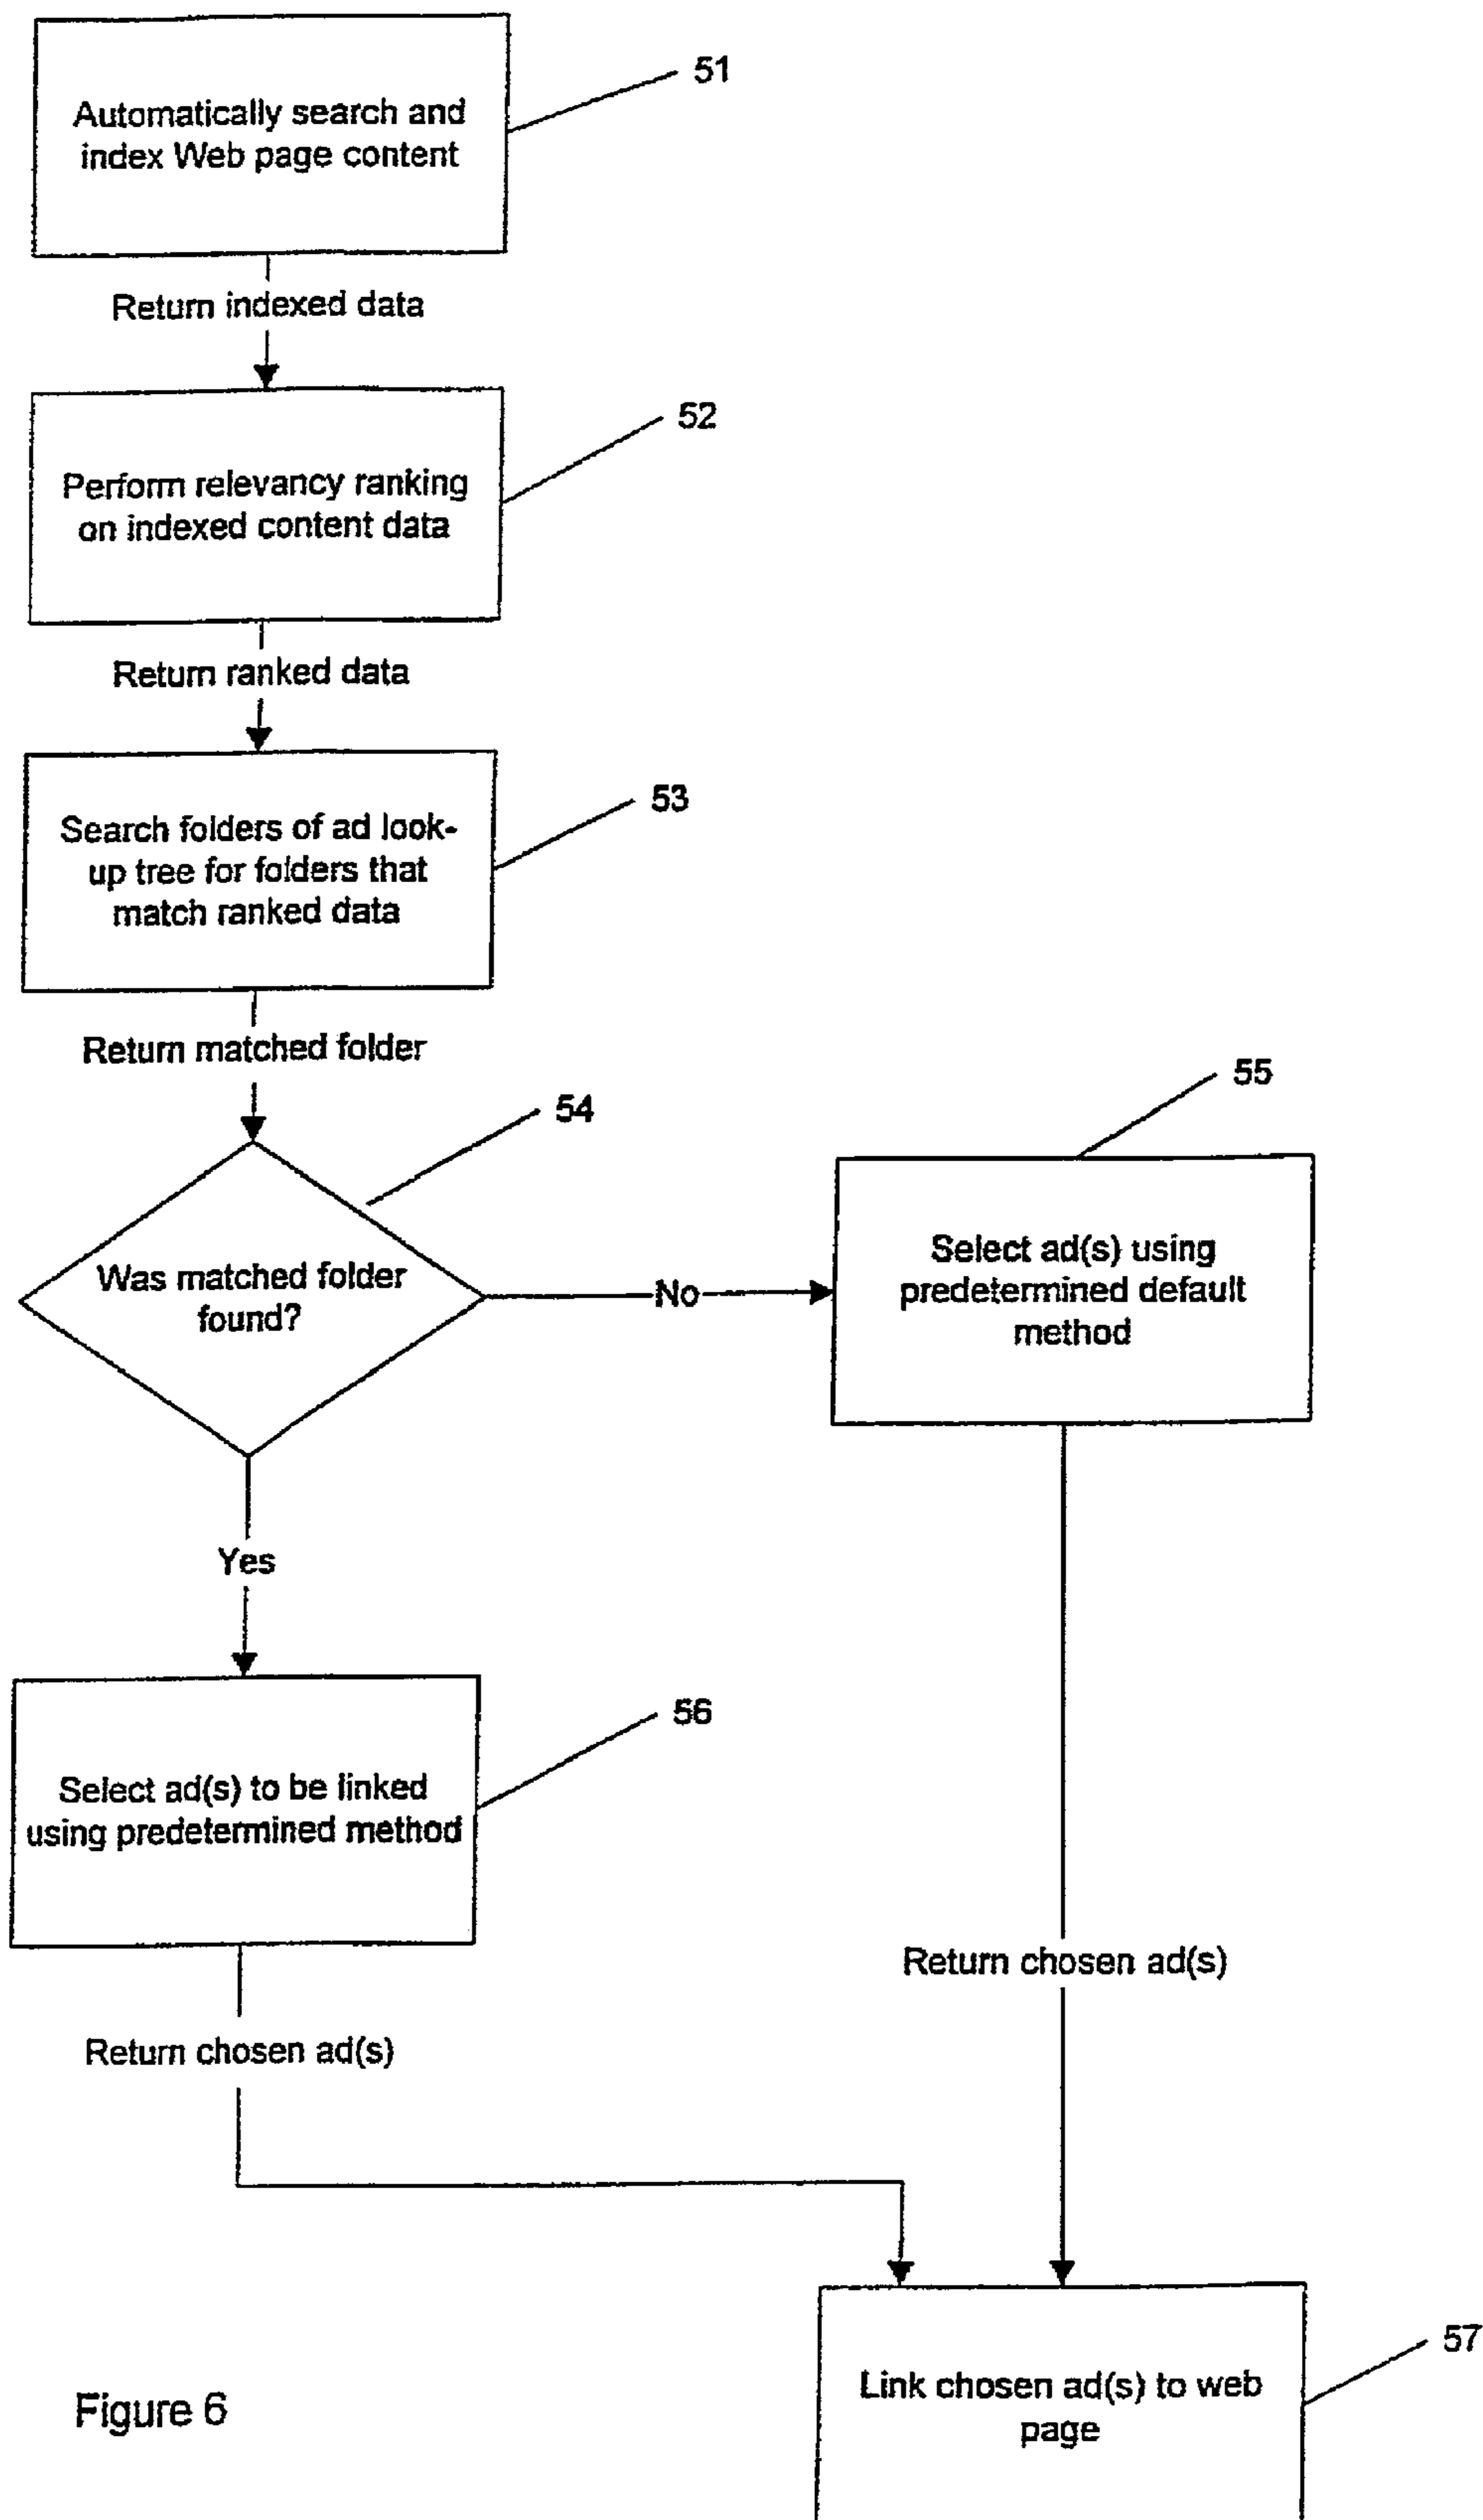 51
Automatically search and
index Web page content
Return indexed data
52
Perform relevancy ranking
on indexed content data
Return ranked data
53
Search folders of ad look-
up tree for folders that
match ranked data
Return matched folder
54
Was matched folder
found?
No
55
Select ad(s) using
predetermined default
method
Yes
56
Select ad(s) to be linked
using predetermined method
Return chosen ad(s)
Return chosen ad(s)
57
Link chosen ad(s) to web
page
Figure 6